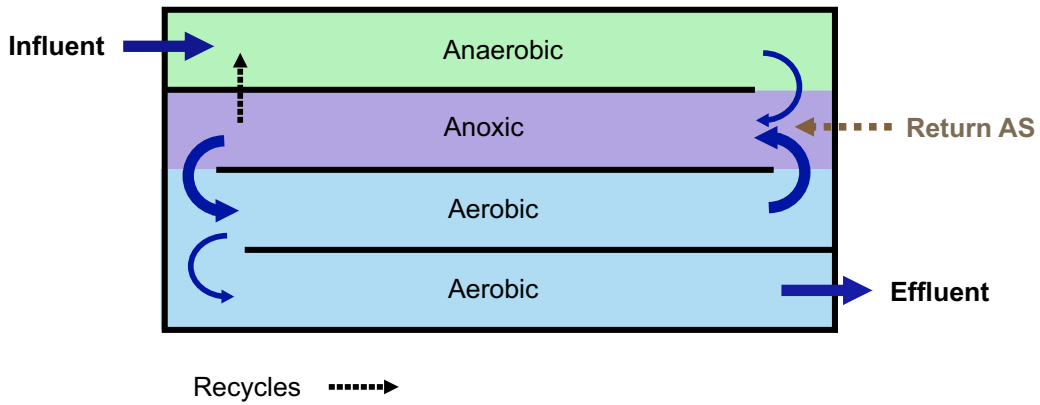 Influent
Anaerobic
Anoxic
Return AS
Aerobic
Aerobic
Effluent
Recycles